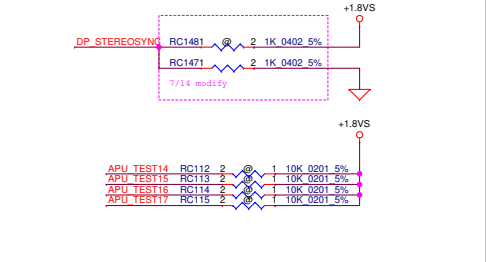 +1.8VS
DP_STEREOSYNC RC1481 @ 2 1K_0402_5%
RC1471 2 1K_0402_5%
7/14 modify
+1.8VS
APU_TEST14 RC112 2 @ 1 10K_0201_5%
APU_TEST15 RC113 2 @ 1 10K_0201_5%
APU_TEST16 RC114 2 @ 1 10K_0201_5%
APU_TEST17 RC115 2 @ 1 10K_0201_5%